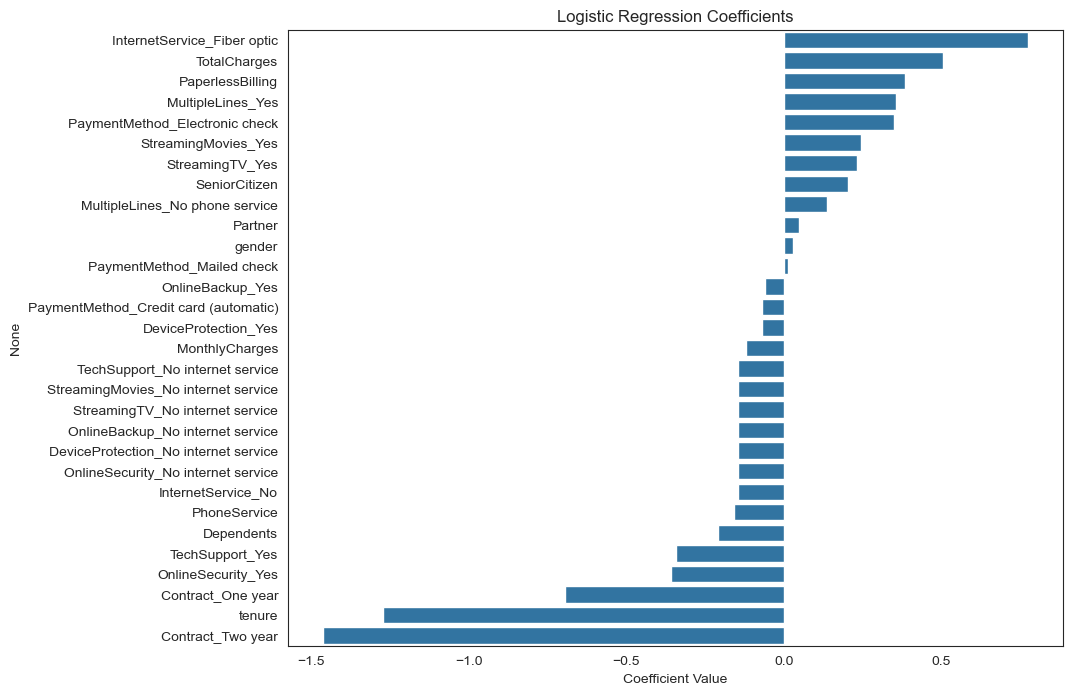 Logistic Regression Coefficients
InternetService_Fiber optic
TotalCharges
PaperlessBilling
MultipleLines_Yes
PaymentMethod_Electronic check
StreamingMovies_Yes
StreamingTV_Yes
SeniorCitizen
MultipleLines_No phone service
Partner
gender
PaymentMethod_Mailed check
OnlineBackup_Yes
PaymentMethod_Credit card (automatic)
DeviceProtection_Yes
MonthlyCharges
TechSupport_No internet service
StreamingMovies_No internet service
StreamingTV_No internet service
OnlineBackup_No internet service
DeviceProtection_No internet service
OnlineSecurity_No internet service
InternetService_No
PhoneService
Dependents
TechSupport_Yes
OnlineSecurity_Yes
Contract_One year
tenure
Contract_Two year
None
−1.5 −1.0 −0.5 0.0 0.5
Coefficient Value